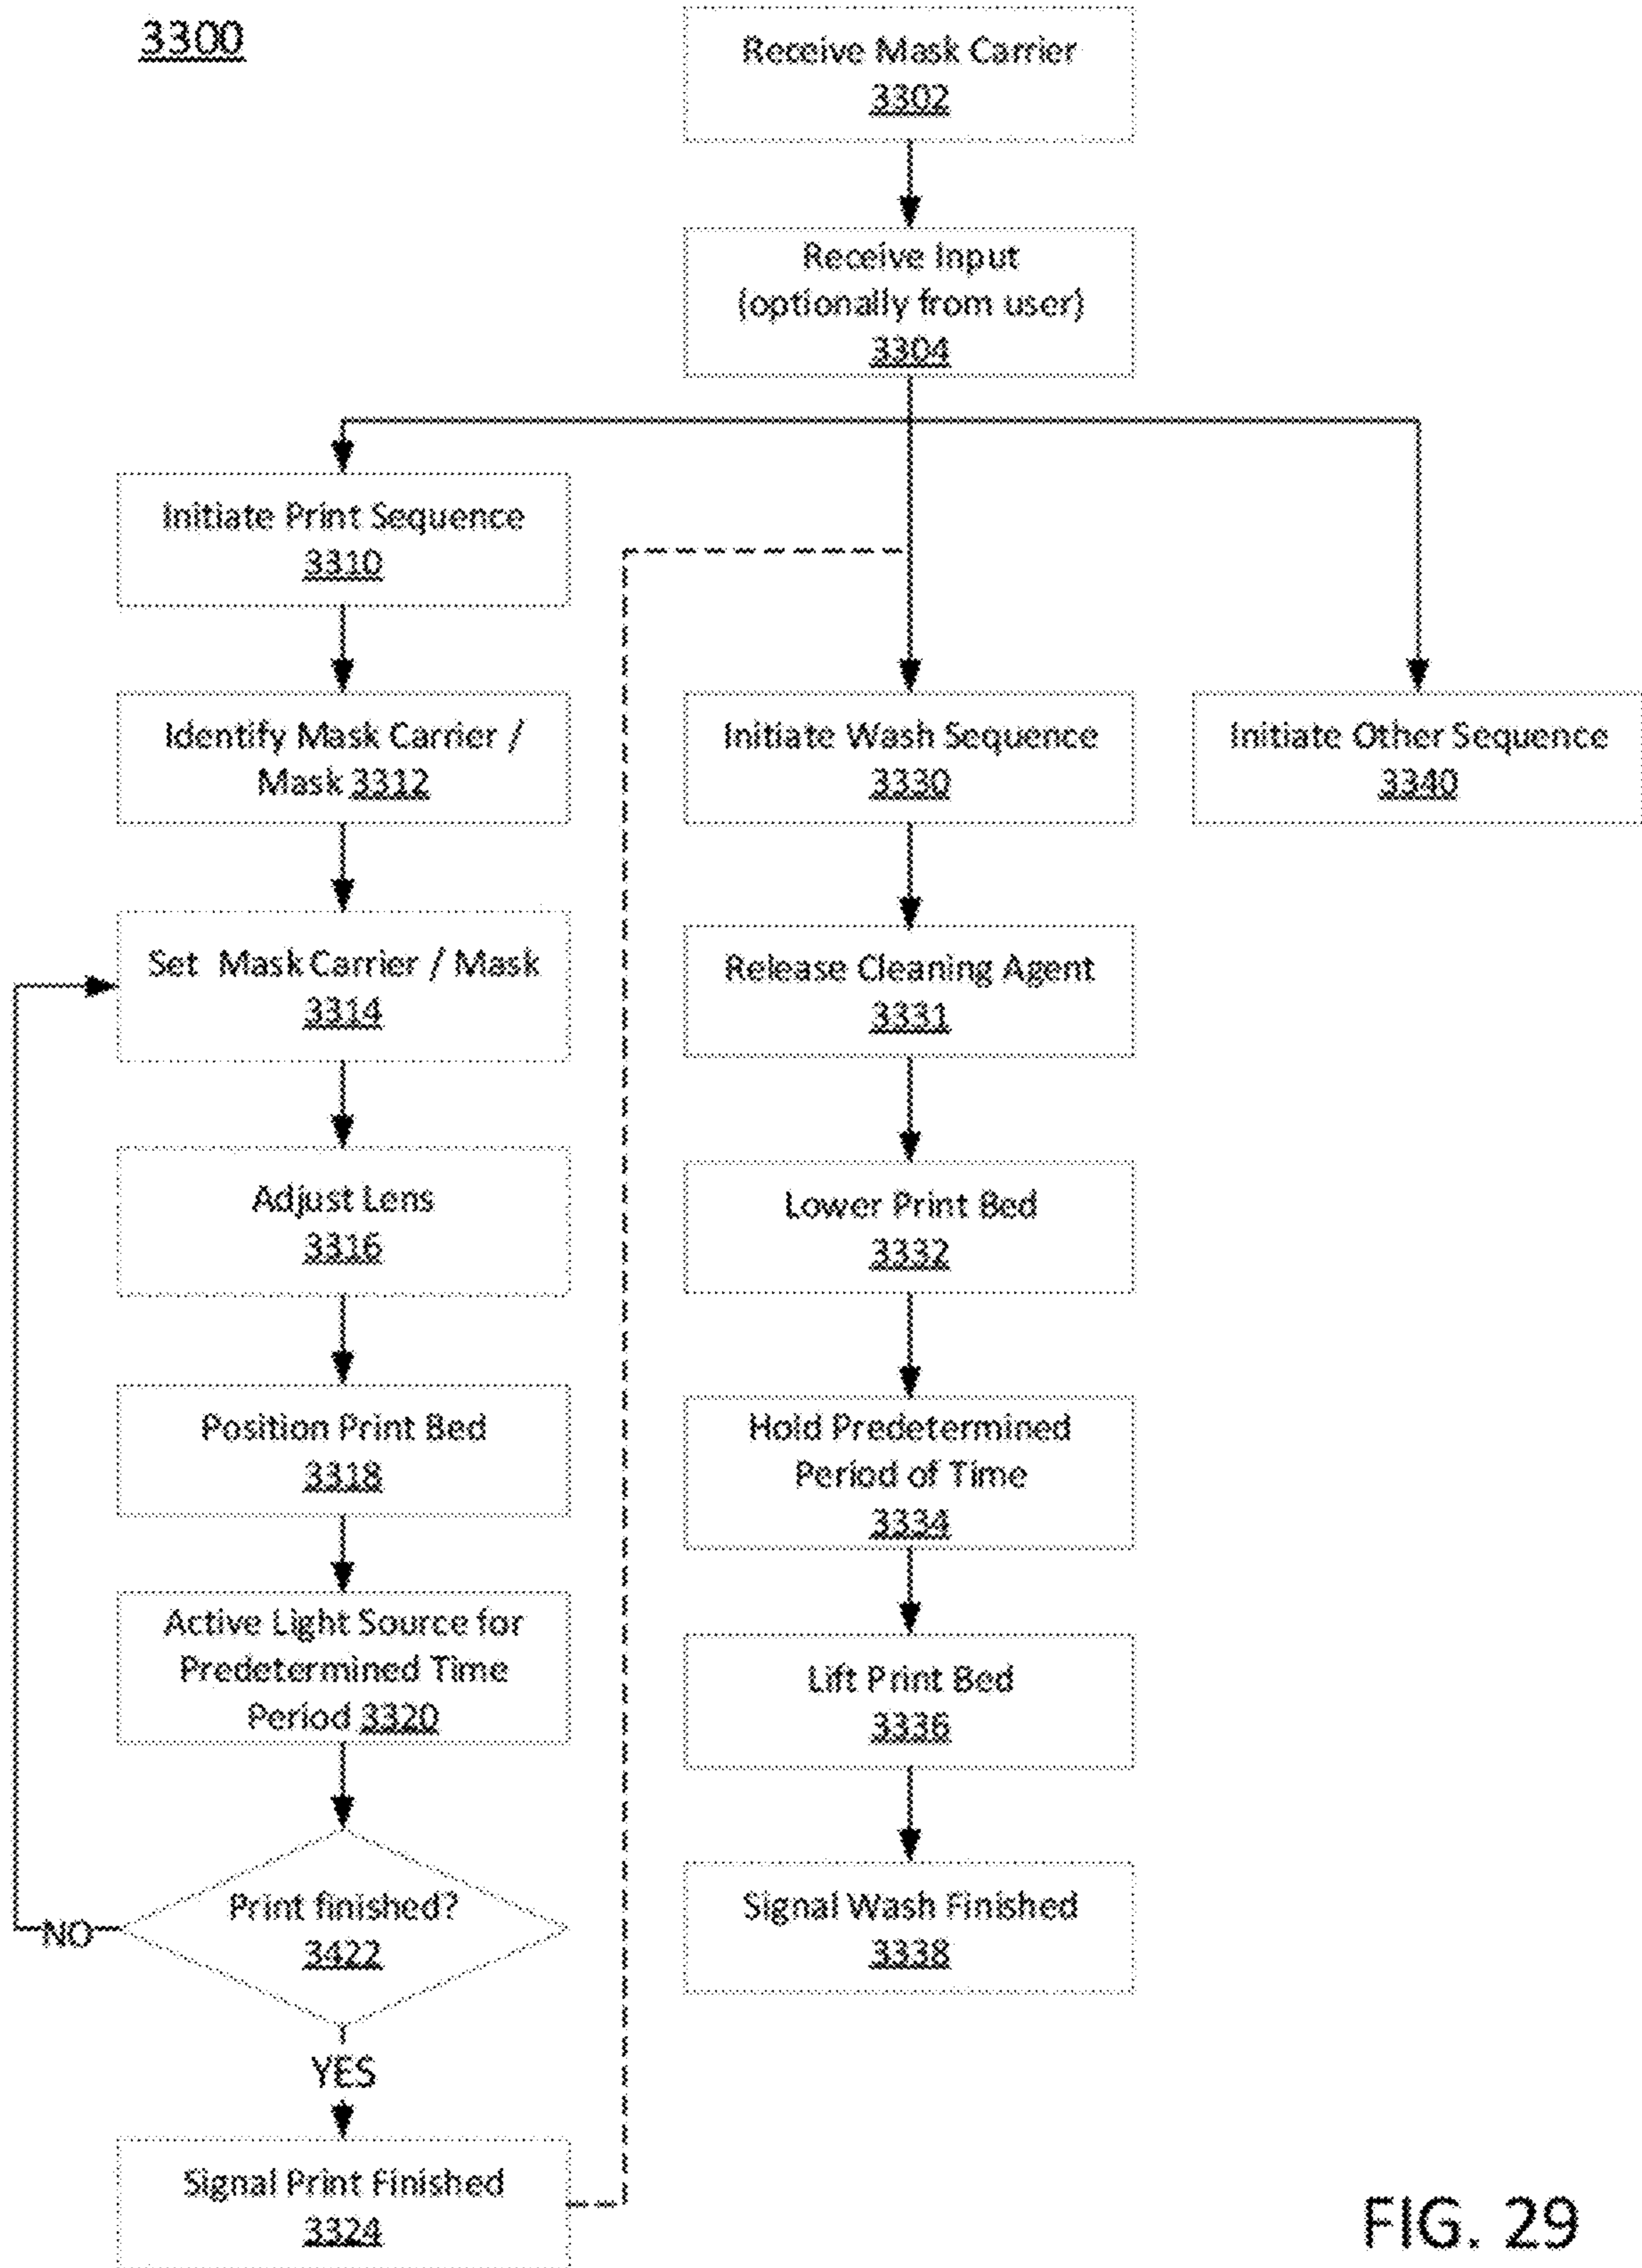 3300
Receive Mask Carrier
3302
Receive Input
(optionally from user)
3304
Initiate Print Sequence
3310
Identify Mask Carrier /
Mask 3312
Set Mask Carrier / Mask
3314
Adjust Lens
3316
Position Print Bed
3318
Active Light Source for
Predetermined Time
Period 3320
Print finished?
3422
NO
YES
Signal Print Finished
3324
Initiate Wash Sequence
3330
Release Cleaning Agent
3331
Lower Print Bed
3332
Hold Predetermined
Period of Time
3334
Lift Print Bed
3336
Signal Wash Finished
3338
Initiate Other Sequence
3340
FIG. 29